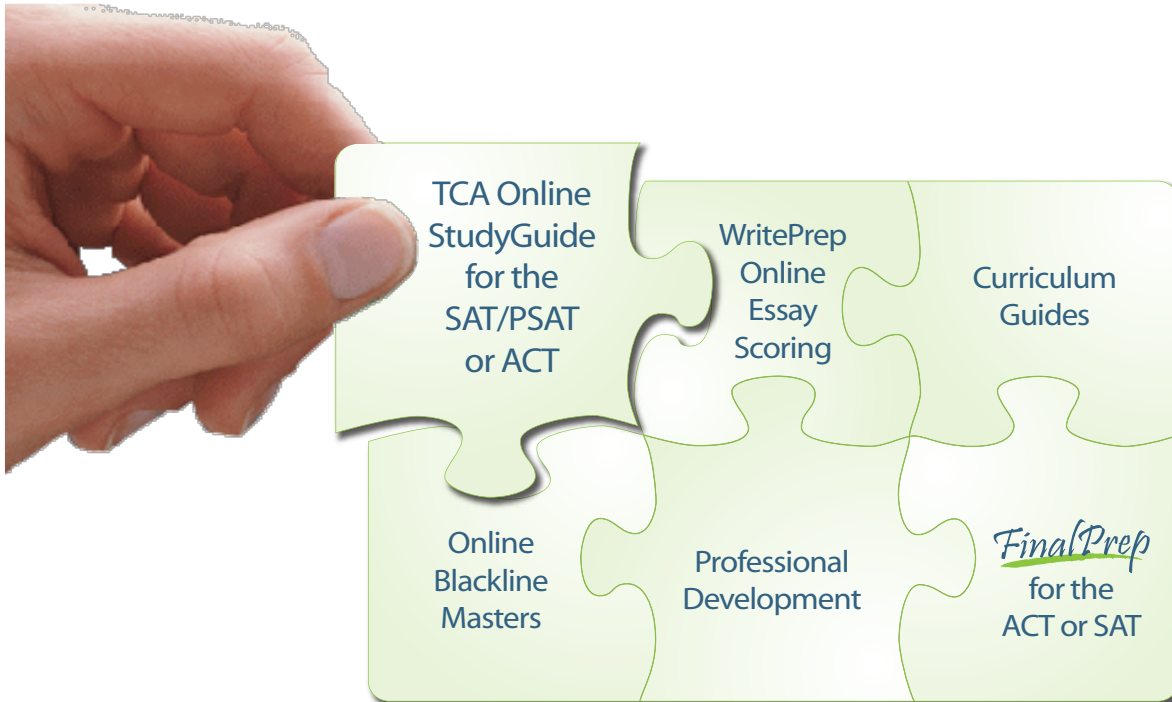 TCA Online
StudyGuide
for the
SAT/PSAT
or ACT
WritePrep
Online
Essay
Scoring
Curriculum
Guides
Online
Blackline
Masters
Professional
Development
FinalPrep
for the
ACT or SAT